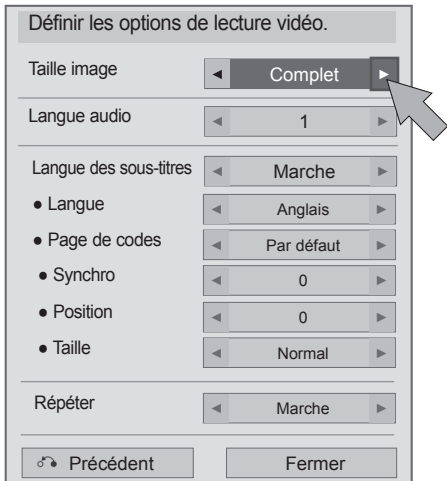 Définir les options de lecture vidéo.
Taille image ◄ Complet ►
Langue audio ◄ 1 ►
Langue des sous-titres ◄ Marche ►
● Langue ◄ Anglais ►
● Page de codes ◄ Par défaut ►
● Synchro ◄ 0 ►
● Position ◄ 0 ►
● Taille ◄ Normal ►
Répéter ◄ Marche ►
Précédent Fermer